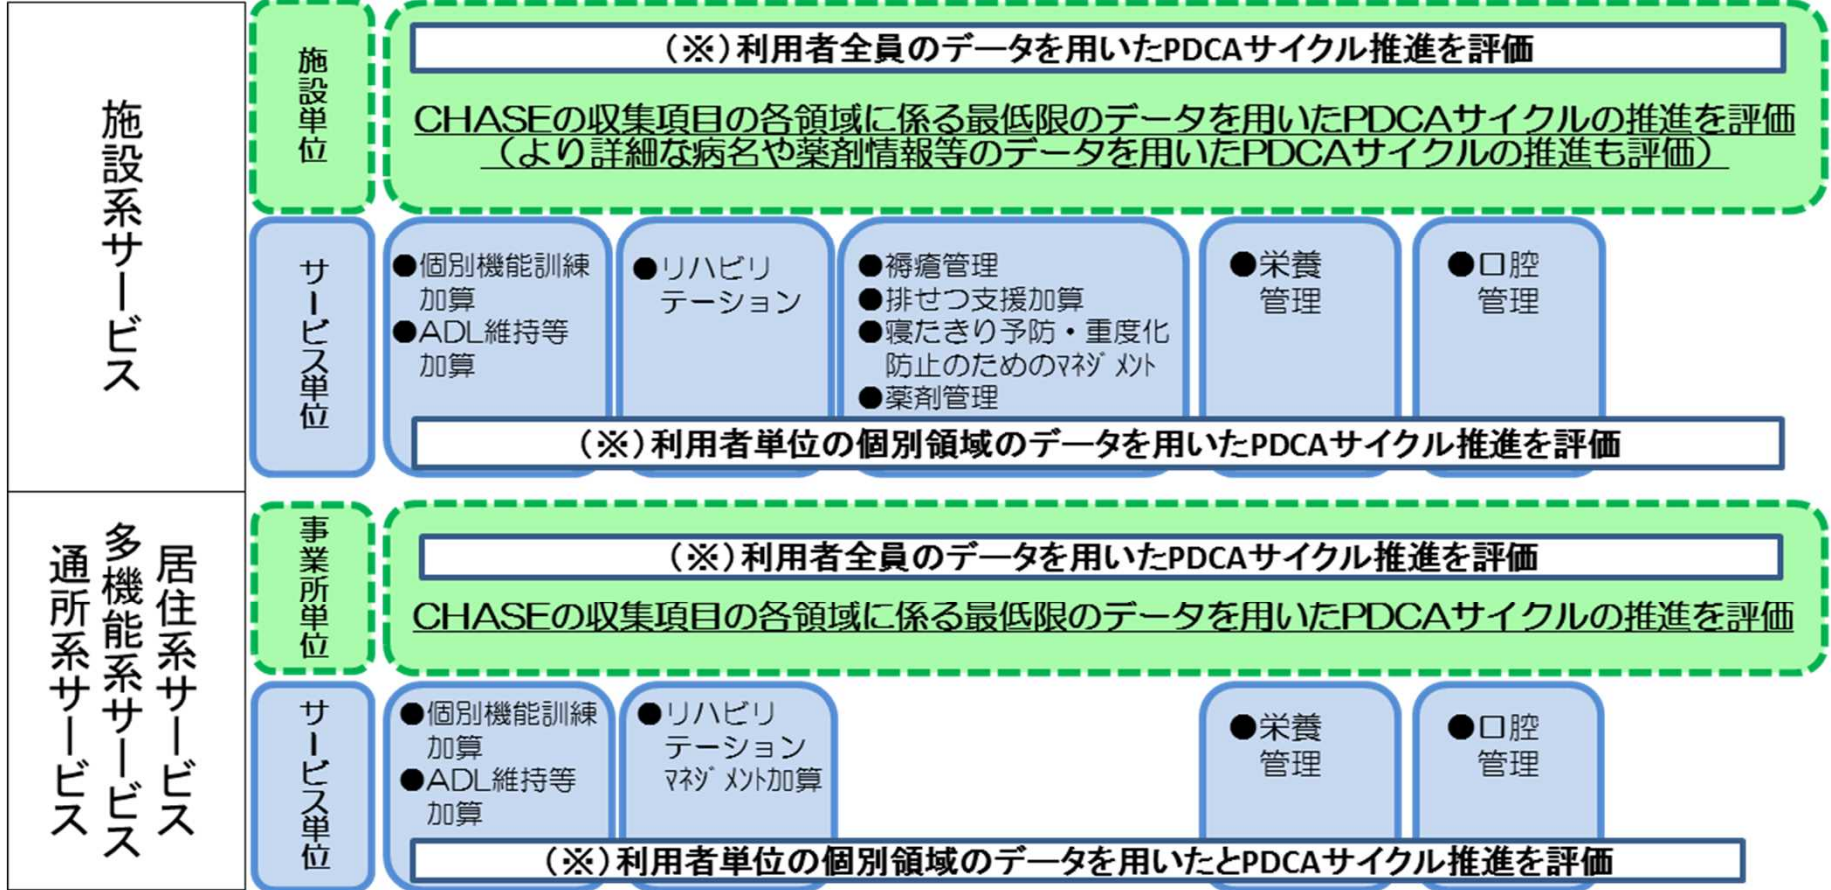 施設系サービス
施設単位
(※)利用者全員のデータを用いたPDCAサイクル推進を評価
CHASEの収集項目の各領域に係る最低限のデータを用いたPDCAサイクルの推進を評価
（より詳細な病名や薬剤情報等のデータを用いたPDCAサイクルの推進も評価）
サービス単位
●個別機能訓練
加算
●ADL維持等
加算
●リハビリ
テーション
●褥瘡管理
●排せつ支援加算
●寝たきり予防・重度化
防止のためのﾏﾈｼﾞﾒﾝﾄ
●薬剤管理
●栄養
管理
●口腔
管理
(※)利用者単位の個別領域のデータを用いたPDCAサイクル推進を評価
居住系サービス
多機能系サービス
通所系サービス
事業所単位
(※)利用者全員のデータを用いたPDCAサイクル推進を評価
CHASEの収集項目の各領域に係る最低限のデータを用いたPDCAサイクルの推進を評価
サービス単位
●個別機能訓練
加算
●ADL維持等
加算
●リハビリ
テーション
ﾏﾈｼﾞﾒﾝﾄ加算
●栄養
管理
●口腔
管理
(※)利用者単位の個別領域のデータを用いたとPDCAサイクル推進を評価